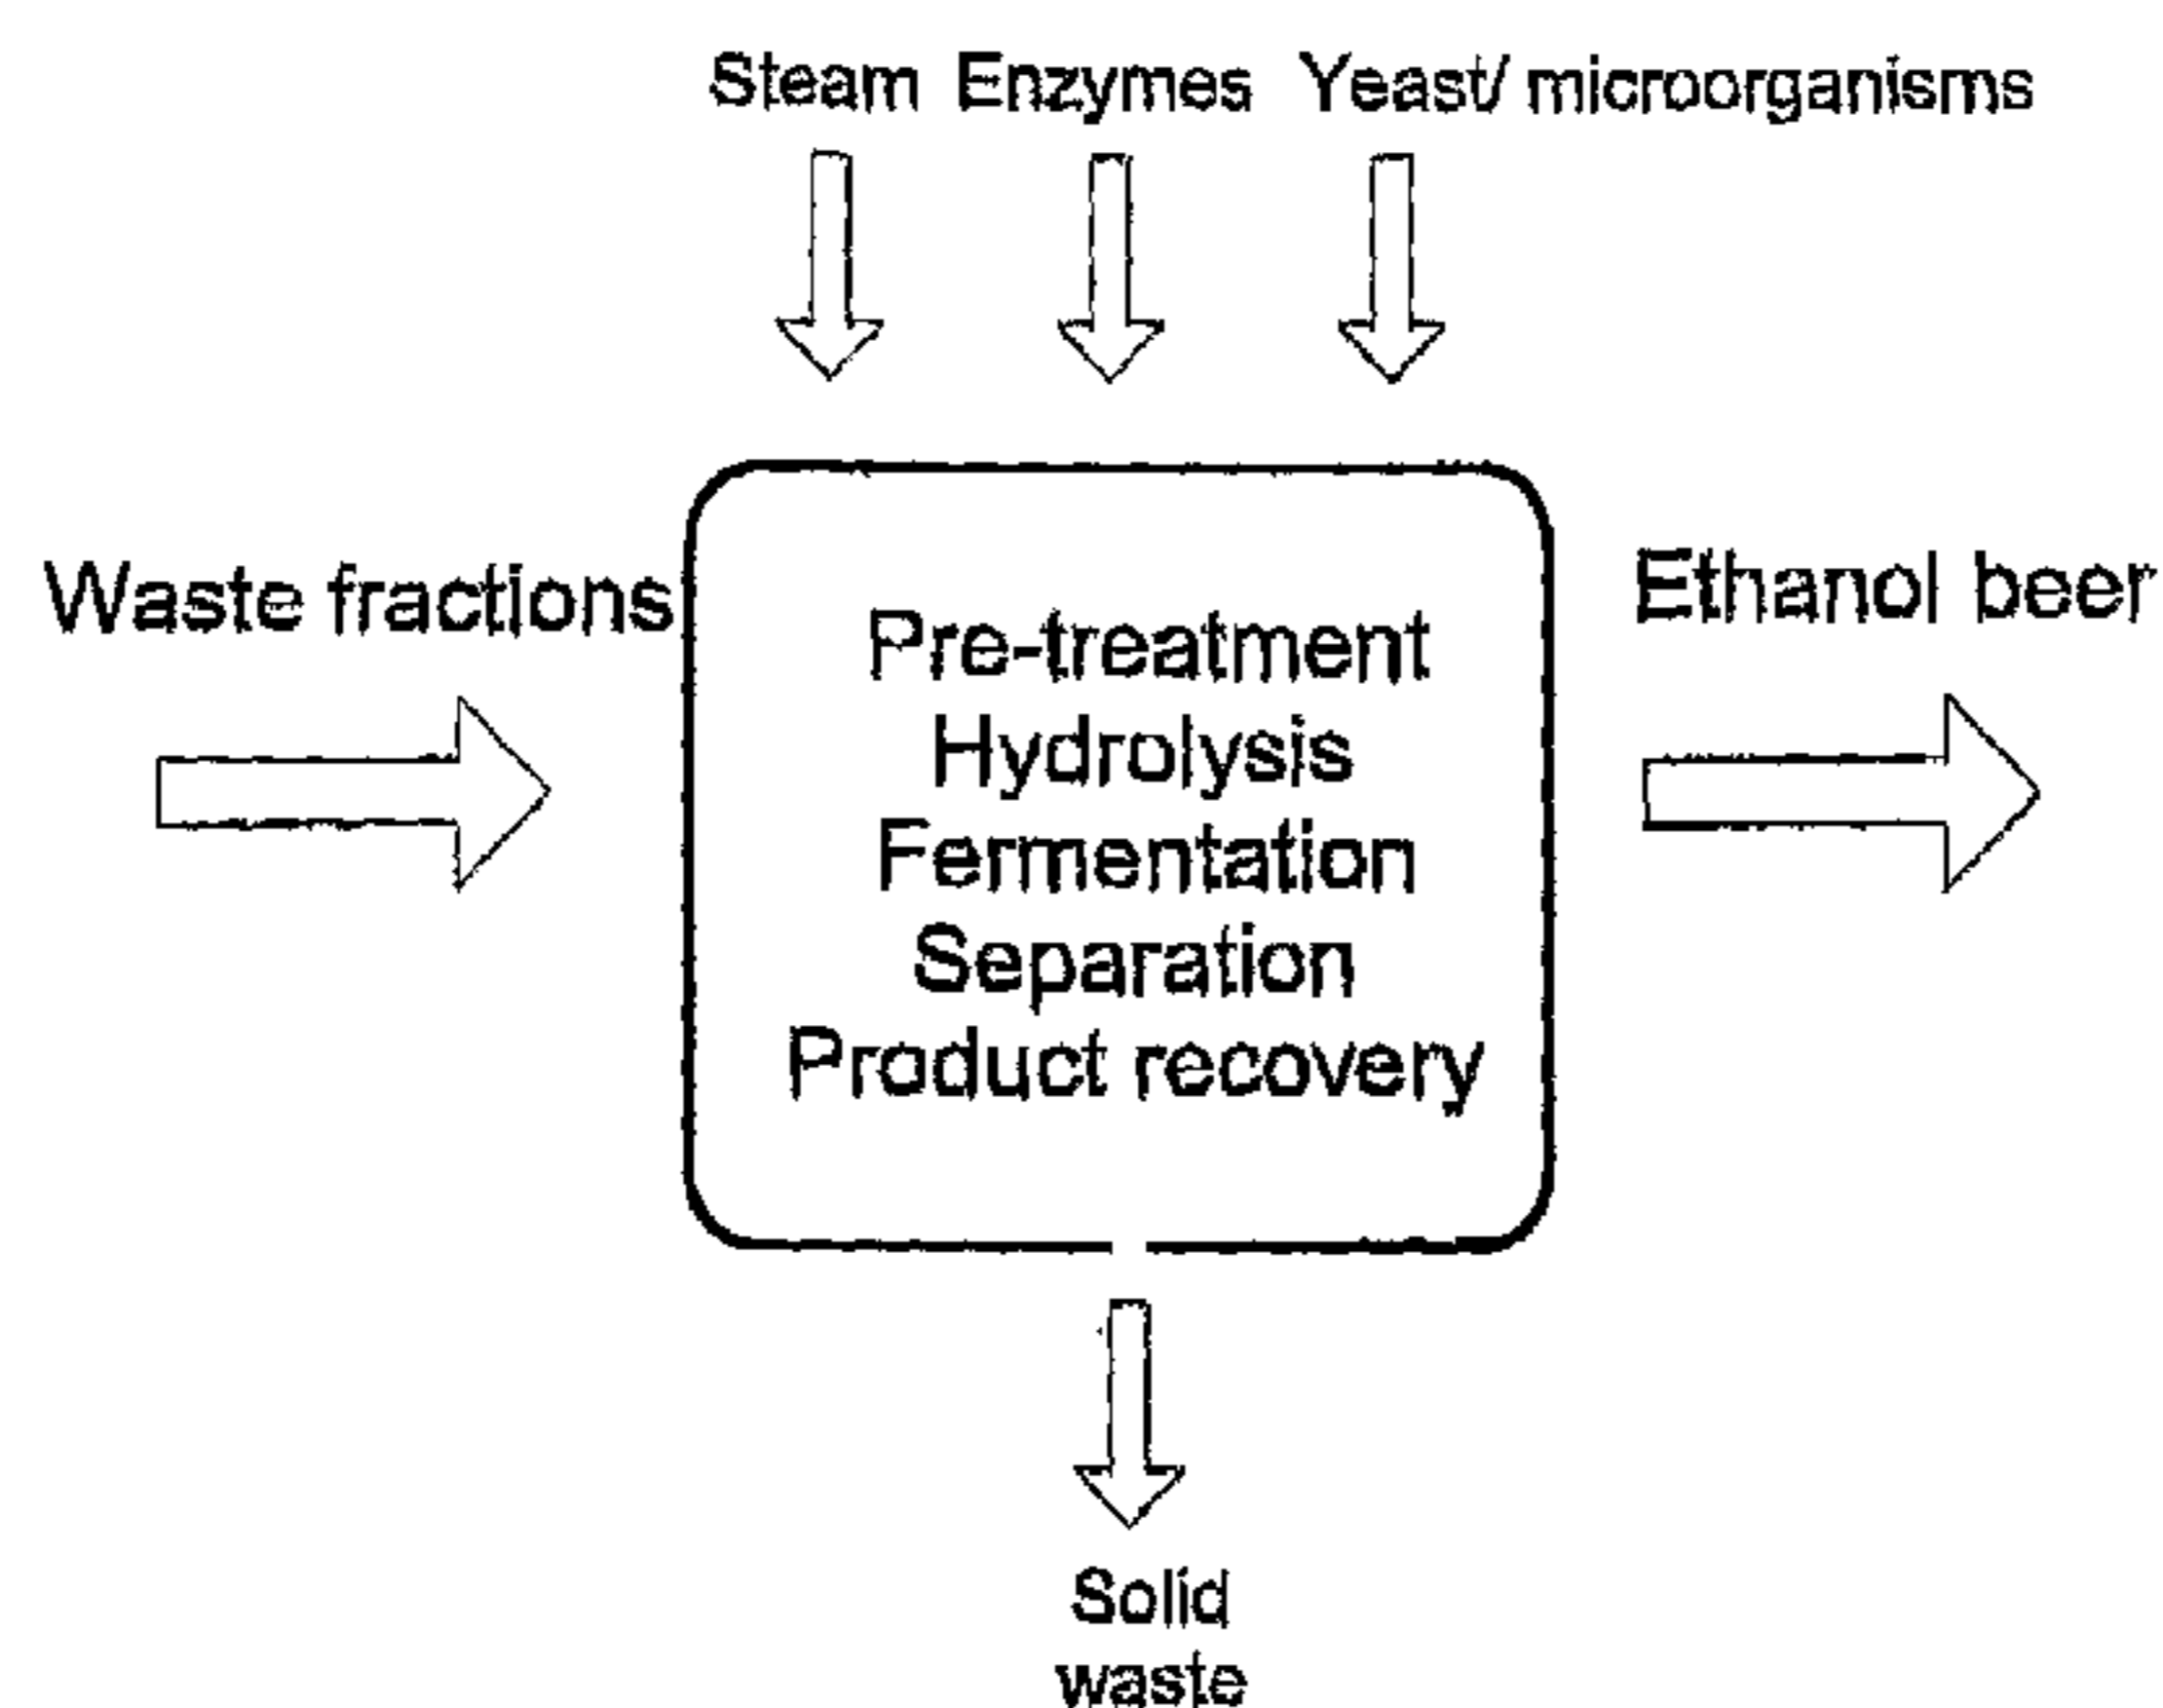 Steam Enzymes Yeast/ microorganisms
Waste fractions
Pre-treatment
Hydrolysis
Fermentation
Separation
Product recovery
Ethanol beer
Solid
waste